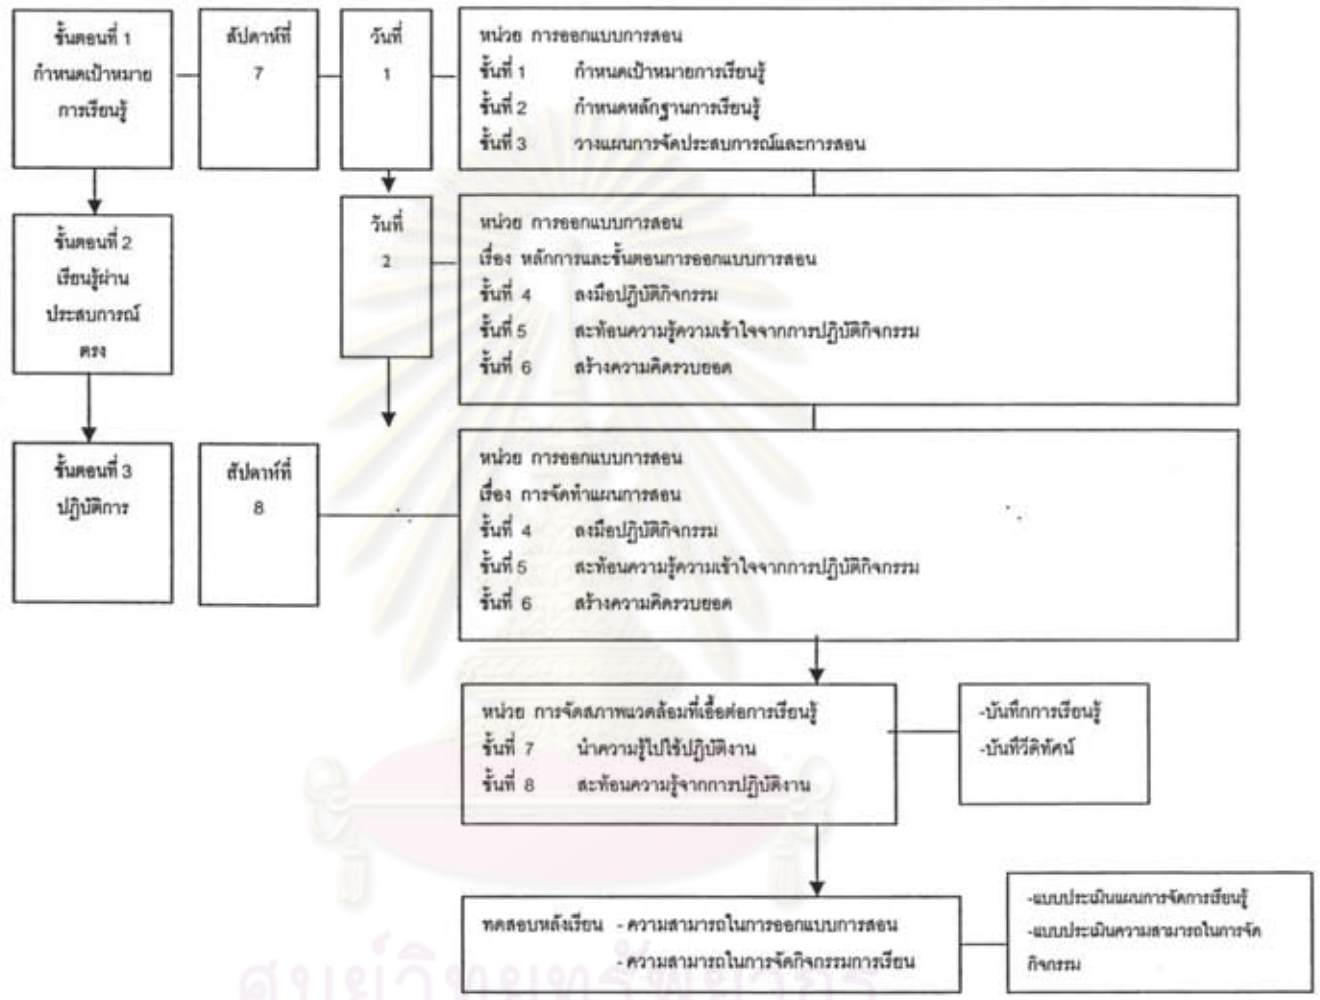 ขั้นตอนที่ 1
กำหนดเป้าหมาย
การเรียนรู้
สัปดาห์ที่
7
วันที่
1
หน่วย การออกแบบการสอน
ขั้นที่ 1 กำหนดเป้าหมายการเรียนรู้
ขั้นที่ 2 กำหนดหลักฐานการเรียนรู้
ขั้นที่ 3 วางแผนการจัดประสบการณ์และการสอน
ขั้นตอนที่ 2
เรียนรู้ผ่าน
ประสบการณ์
ตรง
วันที่
2
หน่วย การออกแบบการสอน
เรื่อง หลักการและขั้นตอนการออกแบบการสอน
ขั้นที่ 4 ลงมือปฏิบัติกิจกรรม
ขั้นที่ 5 สะท้อนความรู้ความเข้าใจจากการปฏิบัติกิจกรรม
ขั้นที่ 6 สร้างความคิดรวบยอด
ขั้นตอนที่ 3
ปฏิบัติการ
สัปดาห์ที่
8
หน่วย การออกแบบการสอน
เรื่อง การจัดทำแผนการสอน
ขั้นที่ 4 ลงมือปฏิบัติกิจกรรม
ขั้นที่ 5 สะท้อนความรู้ความเข้าใจจากการปฏิบัติกิจกรรม
ขั้นที่ 6 สร้างความคิดรวบยอด
หน่วย การจัดสภาพแวดล้อมที่เอื้อต่อการเรียนรู้
ขั้นที่ 7 นำความรู้ไปใช้ปฏิบัติงาน
ขั้นที่ 8 สะท้อนความรู้จากการปฏิบัติงาน
-บันทึกการเรียนรู้
-บันทีวีดิทัศน์
ทดสอบหลังเรียน - ความสามารถในการออกแบบการสอน
- ความสามารถในการจัดกิจกรรมการเรียน
-แบบประเมินแผนการจัดการเรียนรู้
-แบบประเมินความสามารถในการจัด
กิจกรรม
ศูนย์วิทยทรัพยากร